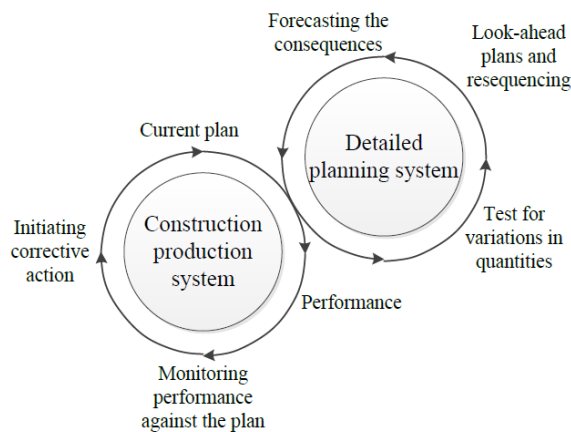 Forecasting the
consequences
Look-ahead
plans and
resequencing
Current plan
Detailed
planning system
Initiating
corrective
action
Construction
production
system
Test for
variations in
quantities
Performance
Monitoring
performance
against the plan